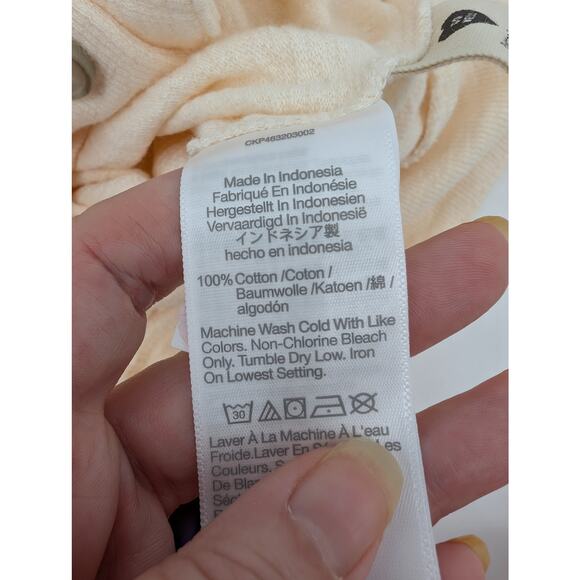 CKP463203002
Made In Indonesia
Fabriqué En Indonésie
Hergestellt In Indonesien
Vervaardigd In Indonesië
インドネシア製
hecho en indonesia
100% Cotton /Coton /
Baumwolle /Katoen /綿/
algodón
Machine Wash Cold With Like
Colors. Non-Chlorine Bleach
Only. Tumble Dry Low. Iron
On Lowest Setting.
30
Laver À La Machine À L'eau
Froide.Laver En Les
Couleurs.
De